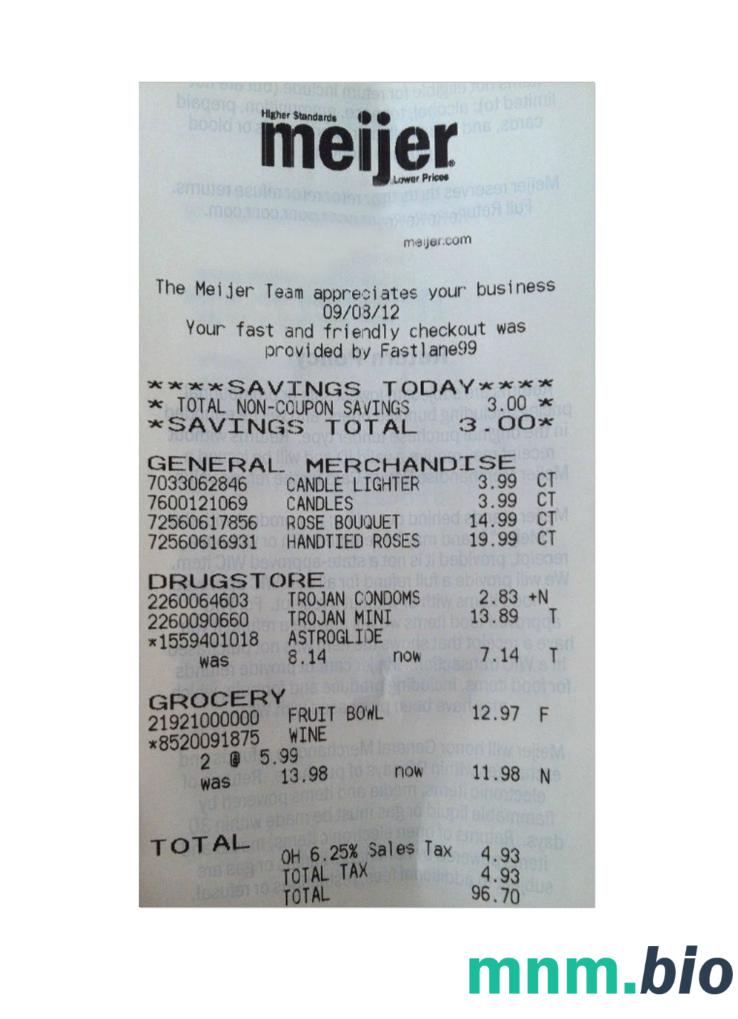 Higher Standards
meijer
Lower Prices
meijer.com
The Meijer Team appreciates your business
09/08/12
Your fast and friendly checkout was
provided by Fastlane99
****SAVINGS TODAY****
* TOTAL NON-COUPON SAVINGS 3.00 *
*SAVINGS TOTAL 3.00*
GENERAL MERCHANDISE
7033062846 CANDLE LIGHTER 3.99 CT
7600121069 CANDLES 3.99 CT
72560617856 ROSE BOUQUET 14.99 CT
72560616931 HANDTIED ROSES 19.99 CT
DRUGSTORE
2260064603 TROJAN CONDOMS 2.83 +N
2260090660 TROJAN MINI 13.89 T
*1559401018 ASTROGLIDE
was 8.14 now 7.14 T
GROCERY
21921000000 FRUIT BOWL 12.97 F
*8520091875 WINE
2 @ 5.99
was 13.98 now 11.98 N
TOTAL
OH 6.25% Sales Tax 4.93
TOTAL TAX 4.93
TOTAL 96.70
mnm.bio